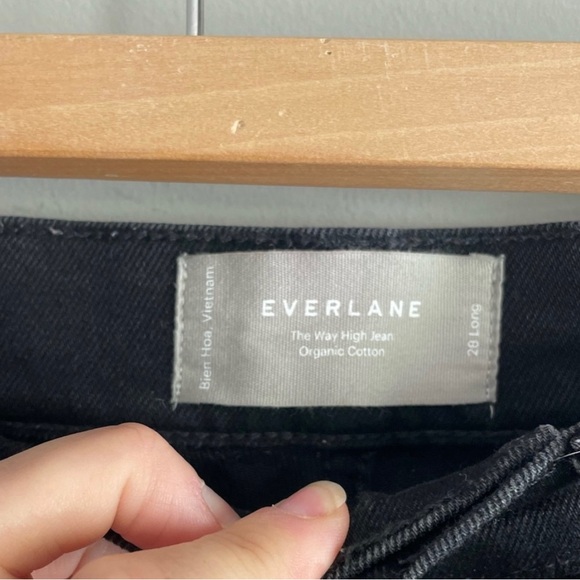 Bien Hoa, Vietnam
EVERLANE
The Way High Jean
Organic Cotton
28 Long